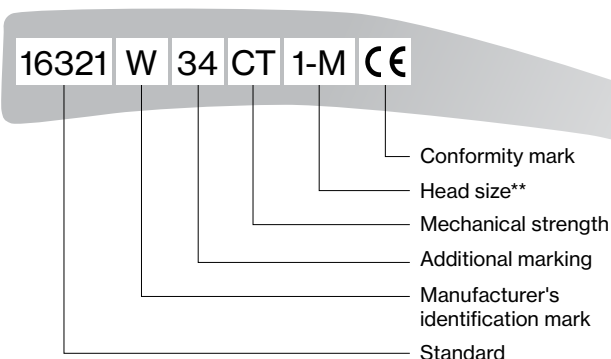 16321 W 34 CT 1-M CE
Conformity mark
Head size**
Mechanical strength
Additional marking
Manufacturer's
identification mark
Standard